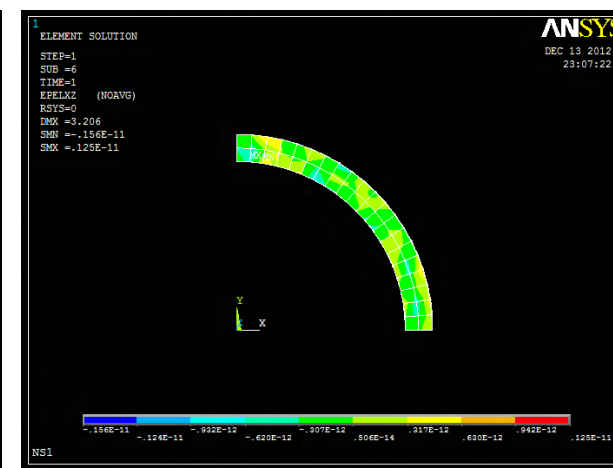 1
ELEMENT SOLUTION
ANSYS
DEC 13 2012
23:07:22
STEP=1
SUB =6
TIME=1
EPELXZ (NOAVG)
RSYS=0
DMX =3.206
SMN =-.156E-11
SMX =.125E-11
Y
X
-.156E-11 -.932E-12 -.307E-12 .317E-12 .942E-12
-.124E-11 -.620E-12 .506E-14 .630E-12 .125E-11
NS1